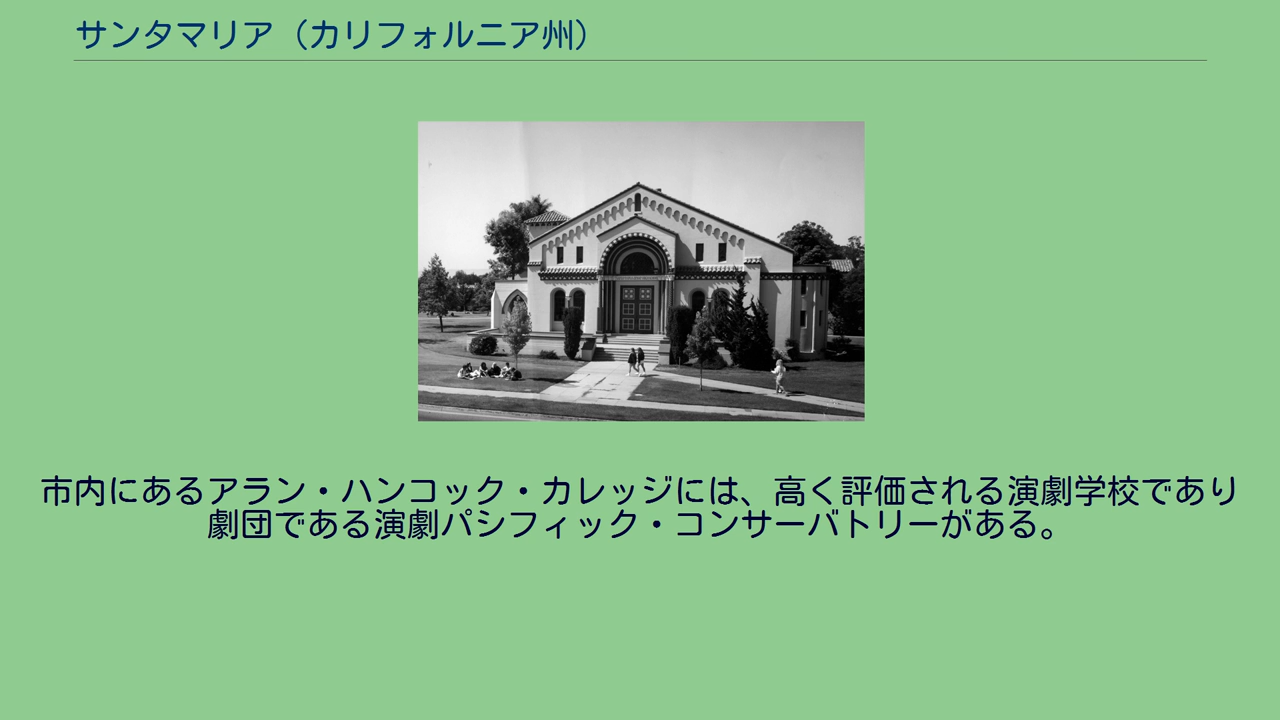 サンタマリア（カリフォルニア州）
市内にあるアラン・ハンコック・カレッジには、高く評価される演劇学校であり
劇団である演劇パシフィック・コンサーバトリーがある。